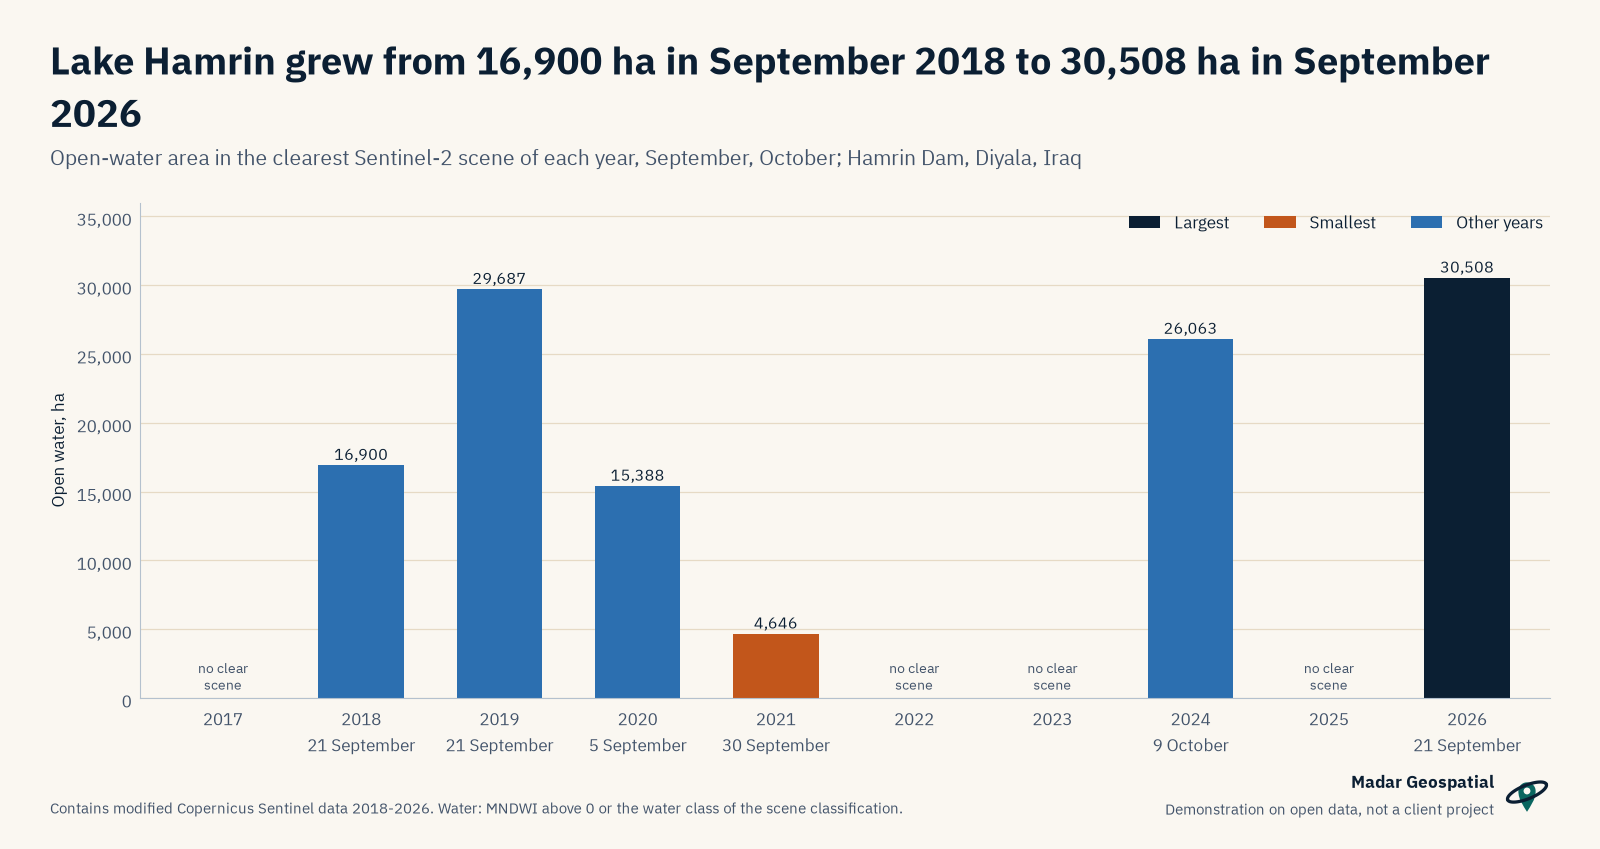 Lake Hamrin grew from 16,900 ha in September 2018 to 30,508 ha in September
2026
Open-water area in the clearest Sentinel-2 scene of each year, September, October; Hamrin Dam, Diyala, Iraq
Largest
Smallest
Other years
Open water, ha
35,000
30,000
25,000
20,000
15,000
10,000
5,000
0
no clear
scene
16,900
29,687
15,388
4,646
no clear
scene
no clear
scene
26,063
no clear
scene
30,508
2017
2018
21 September
2019
21 September
2020
5 September
2021
30 September
2022
2023
2024
9 October
2025
2026
21 September
Contains modified Copernicus Sentinel data 2018-2026. Water: MNDWI above 0 or the water class of the scene classification.
Madar Geospatial
Demonstration on open data, not a client project